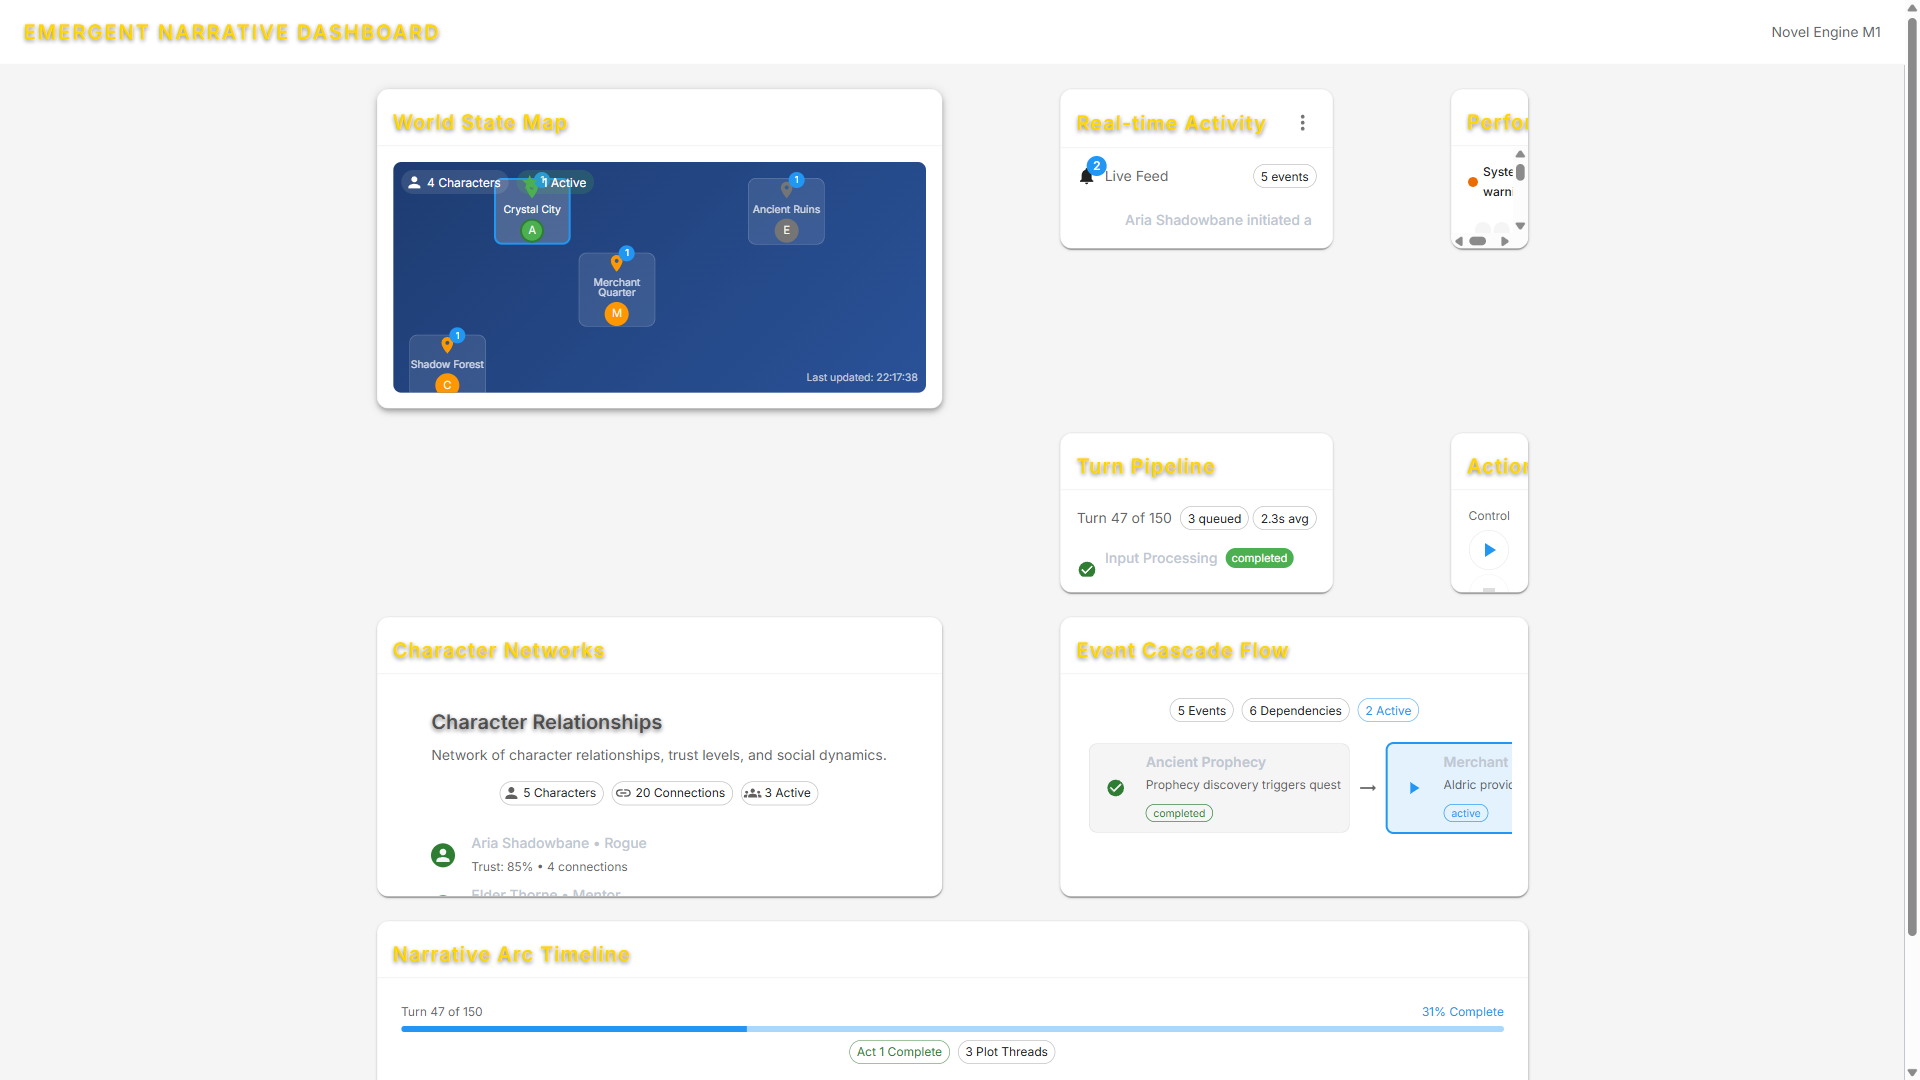 EMERGENT NARRATIVE DASHBOARD
Novel Engine M1
World State Map
4 Characters
1 Active
1
Crystal City
A
1
Ancient Ruins
E
1
Merchant
Quarter
M
1
Shadow Forest
C
Last updated: 22:17:38
Real-time Activity
2
Live Feed
5 events
Aria Shadowbane initiated a
Perfor
Syste
warni
Turn Pipeline
Turn 47 of 150
3 queued
2.3s avg
Input Processing
completed
Action
Control
Character Networks
Character Relationships
Network of character relationships, trust levels, and social dynamics.
5 Characters
20 Connections
3 Active
Aria Shadowbane • Rogue
Trust: 85% • 4 connections
Elder Thorne • Mentor
Event Cascade Flow
5 Events
6 Dependencies
2 Active
Ancient Prophecy
Prophecy discovery triggers quest
completed
Merchant
Aldric provid
active
Narrative Arc Timeline
Turn 47 of 150
31% Complete
Act 1 Complete
3 Plot Threads